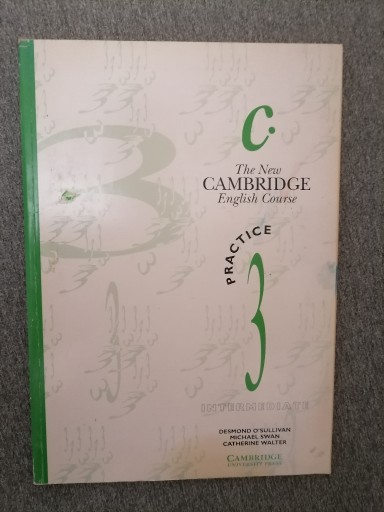 C.
The New
CAMBRIDGE
English Course
PRACTICE
3
INTERMEDIATE
DESMOND O'SULLIVAN
MICHAEL SWAN
CATHERINE WALTER
CAMBRIDGE
UNIVERSITY PRESS